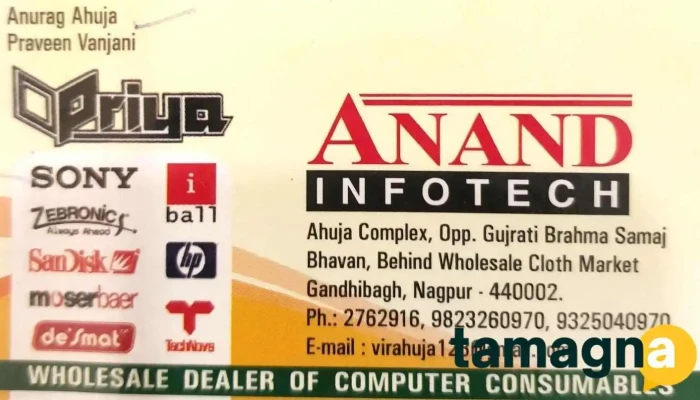 Anurag Ahuja
Praveen Vanjani
Priya
ANAND
INFOTECH
SONY
i ball
ZEBRONICS
Always Ahead
hp
SanDisk
moserbaer
TechNova
de'smat
Ahuja Complex, Opp. Gujrati Brahma Samaj
Bhavan, Behind Wholesale Cloth Market
Gandhibagh, Nagpur - 440002.
Ph.: 2762916, 9823260970, 9325040970
E-mail :
tamagna
WHOLESALE DEALER OF COMPUTER CONSUMABLES